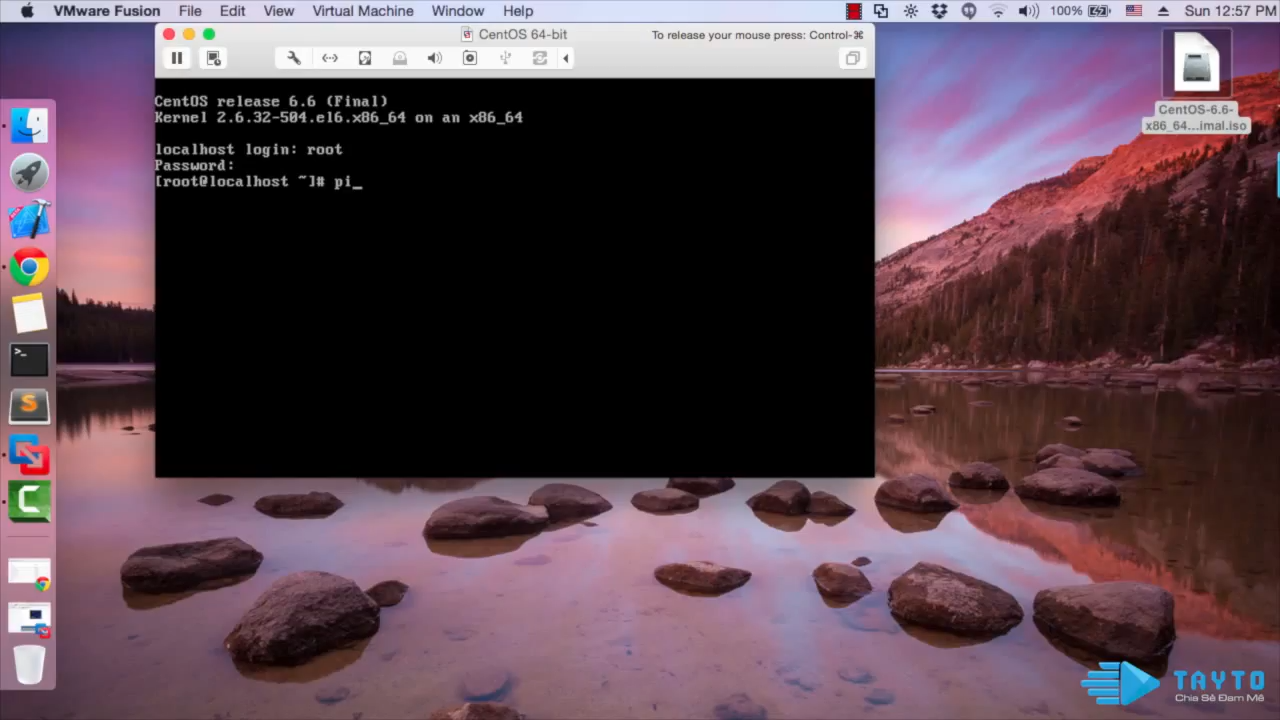 VMware Fusion File Edit View Virtual Machine Window Help 100% Sun 12:57 PM
CentOS 64-bit To release your mouse press: Control-⌘
CentOS release 6.6 (Final)
Kernel 2.6.32-504.el6.x86_64 on an x86_64
localhost login: root
Password:
[root@localhost ~]# pi_
CentOS-6.6-
x86_64...imal.iso
>_
S
C
TAYTO
Chia Sẻ Đam Mê